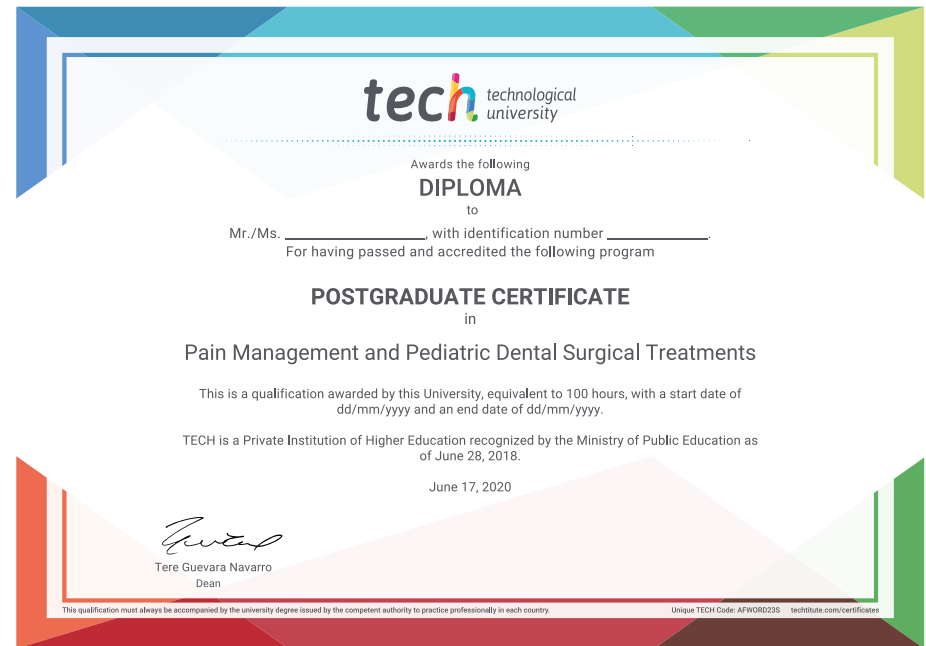 tech technological
university
Awards the following
DIPLOMA
to
Mr./Ms. ____________________, with identification number ______________.
For having passed and accredited the following program
POSTGRADUATE CERTIFICATE
in
Pain Management and Pediatric Dental Surgical Treatments
This is a qualification awarded by this University, equivalent to 100 hours, with a start date of
dd/mm/yyyy and an end date of dd/mm/yyyy.
TECH is a Private Institution of Higher Education recognized by the Ministry of Public Education as
of June 28, 2018.
June 17, 2020
Tere Guevara Navarro
Dean
This qualification must always be accompanied by the university degree issued by the competent authority to practice professionally in each country. Unique TECH Code: AFWORD23S techtitute.com/certificates